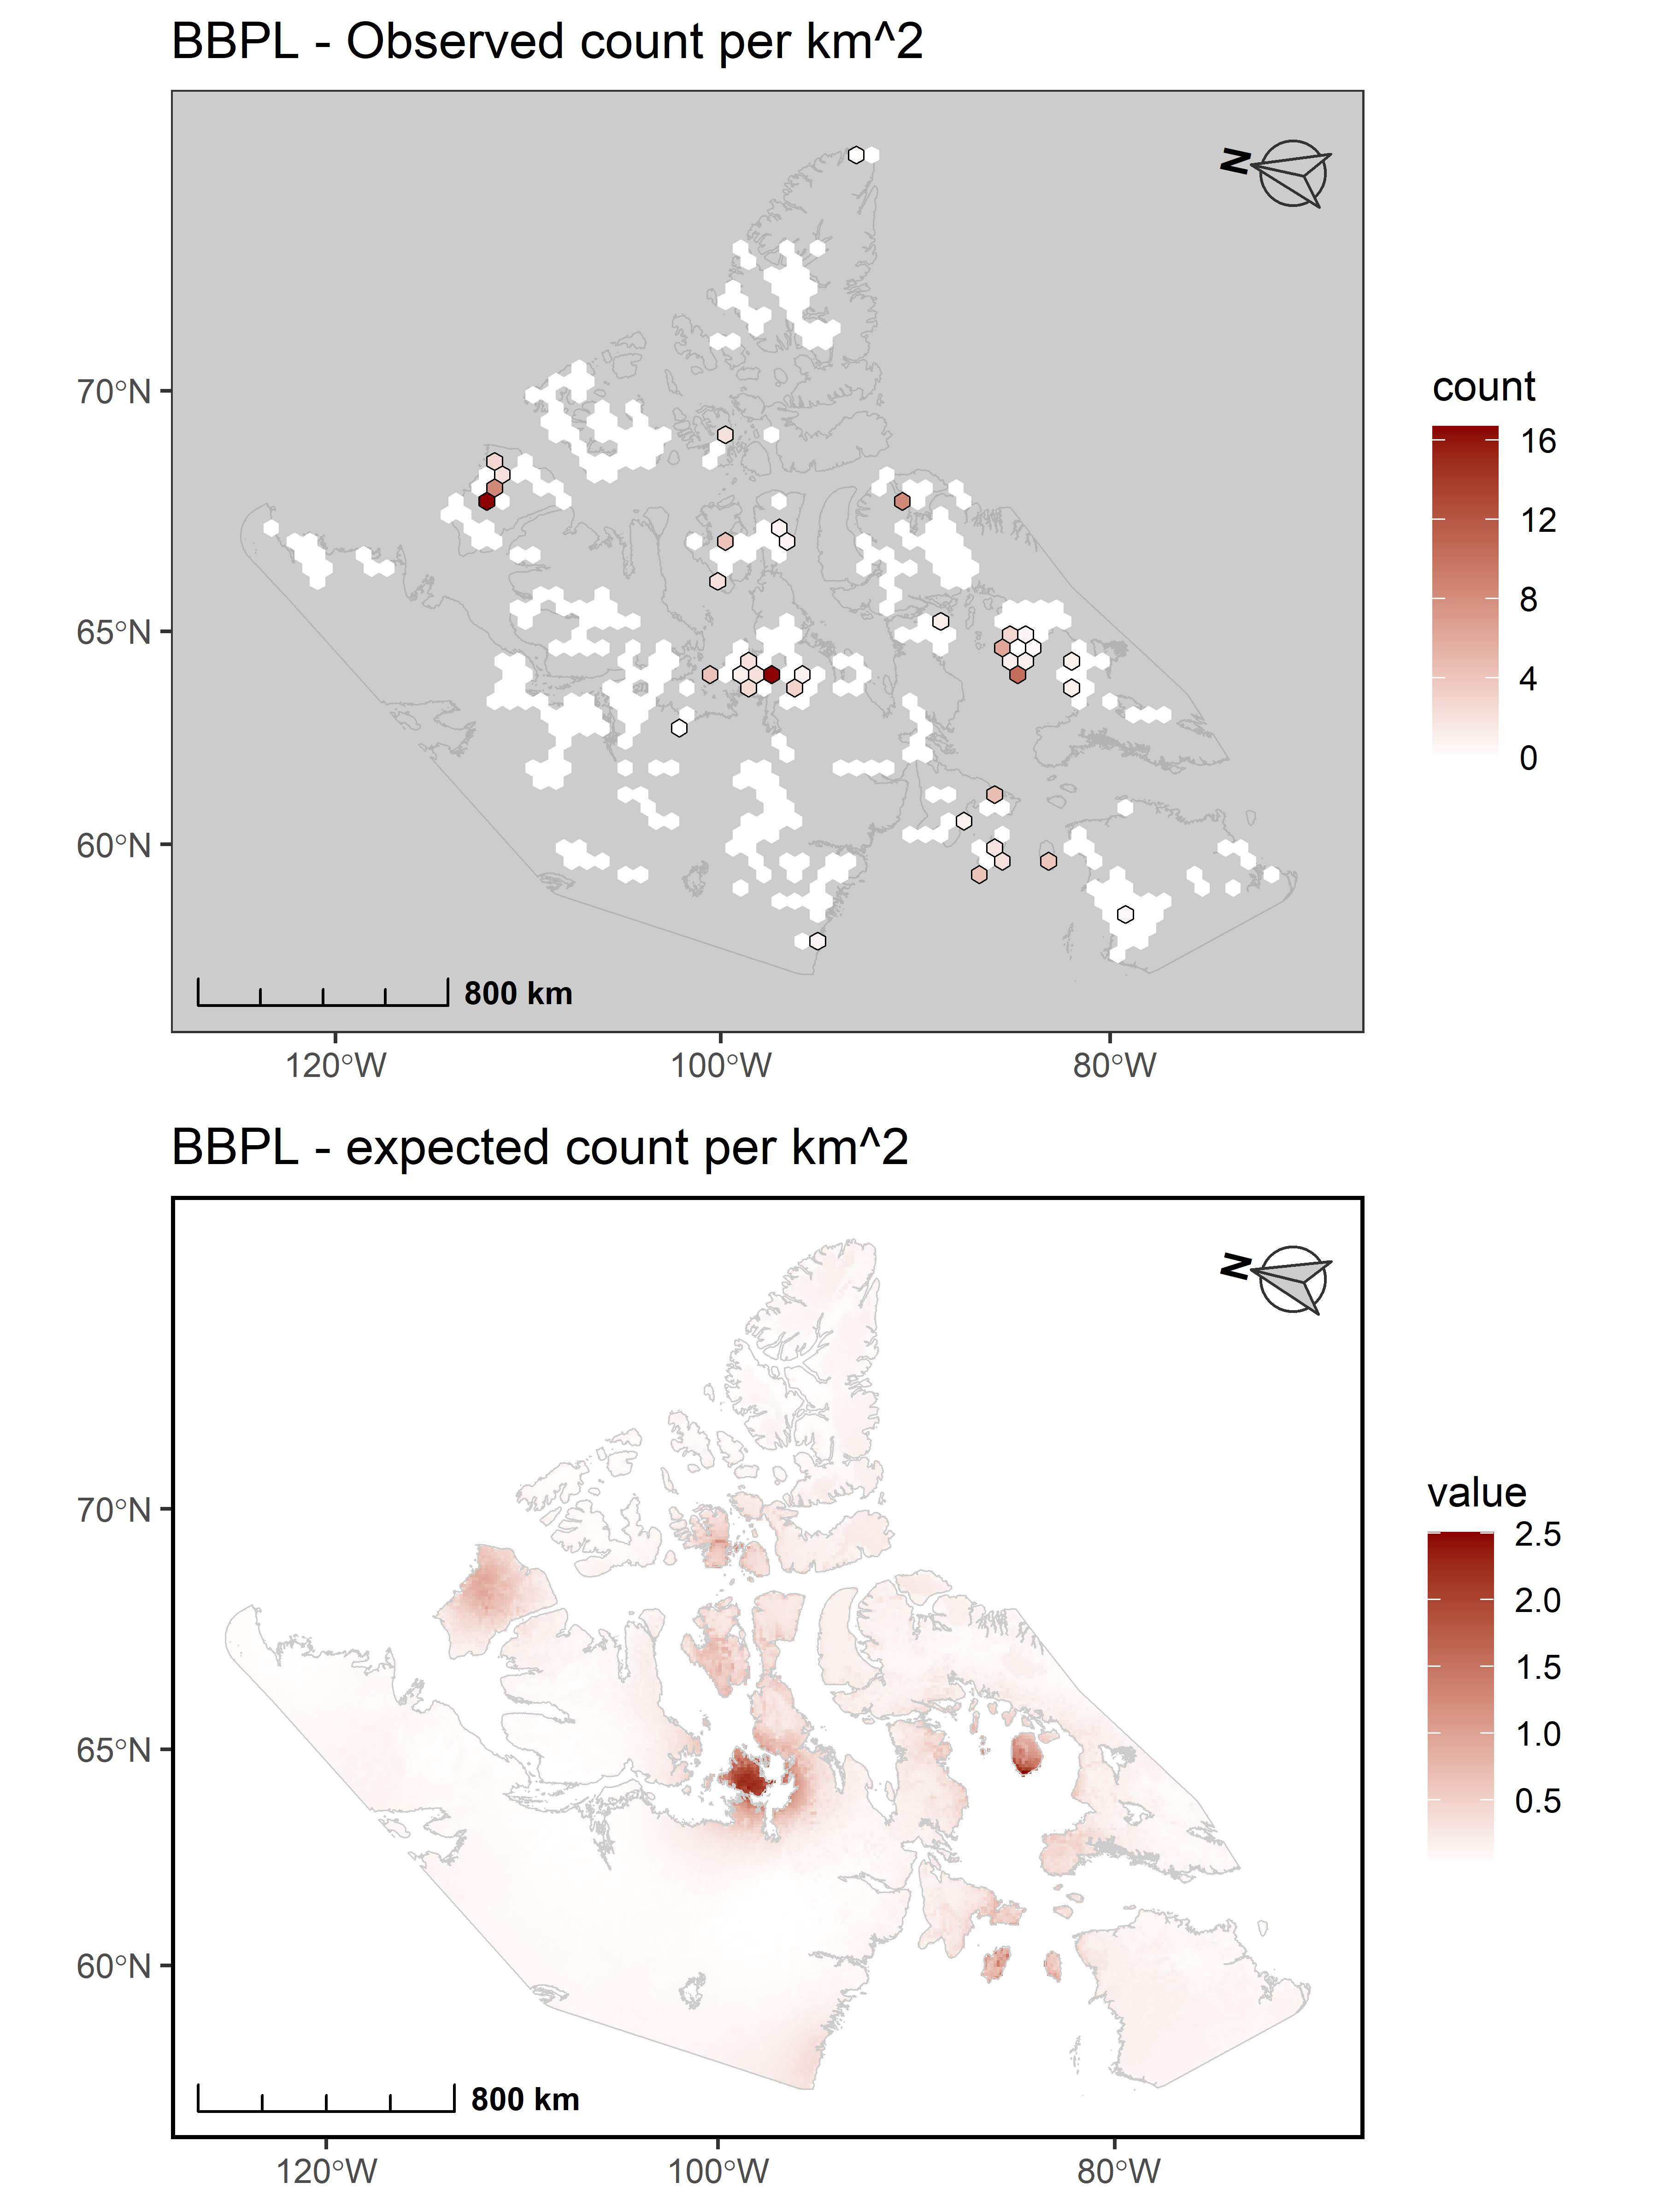 BBPL - Observed count per km^2
N
70°N
65°N
60°N
800 km
120°W
100°W
80°W
count
16
12
8
4
0
BBPL - expected count per km^2
N
70°N
65°N
60°N
800 km
120°W
100°W
80°W
value
2.5
2.0
1.5
1.0
0.5